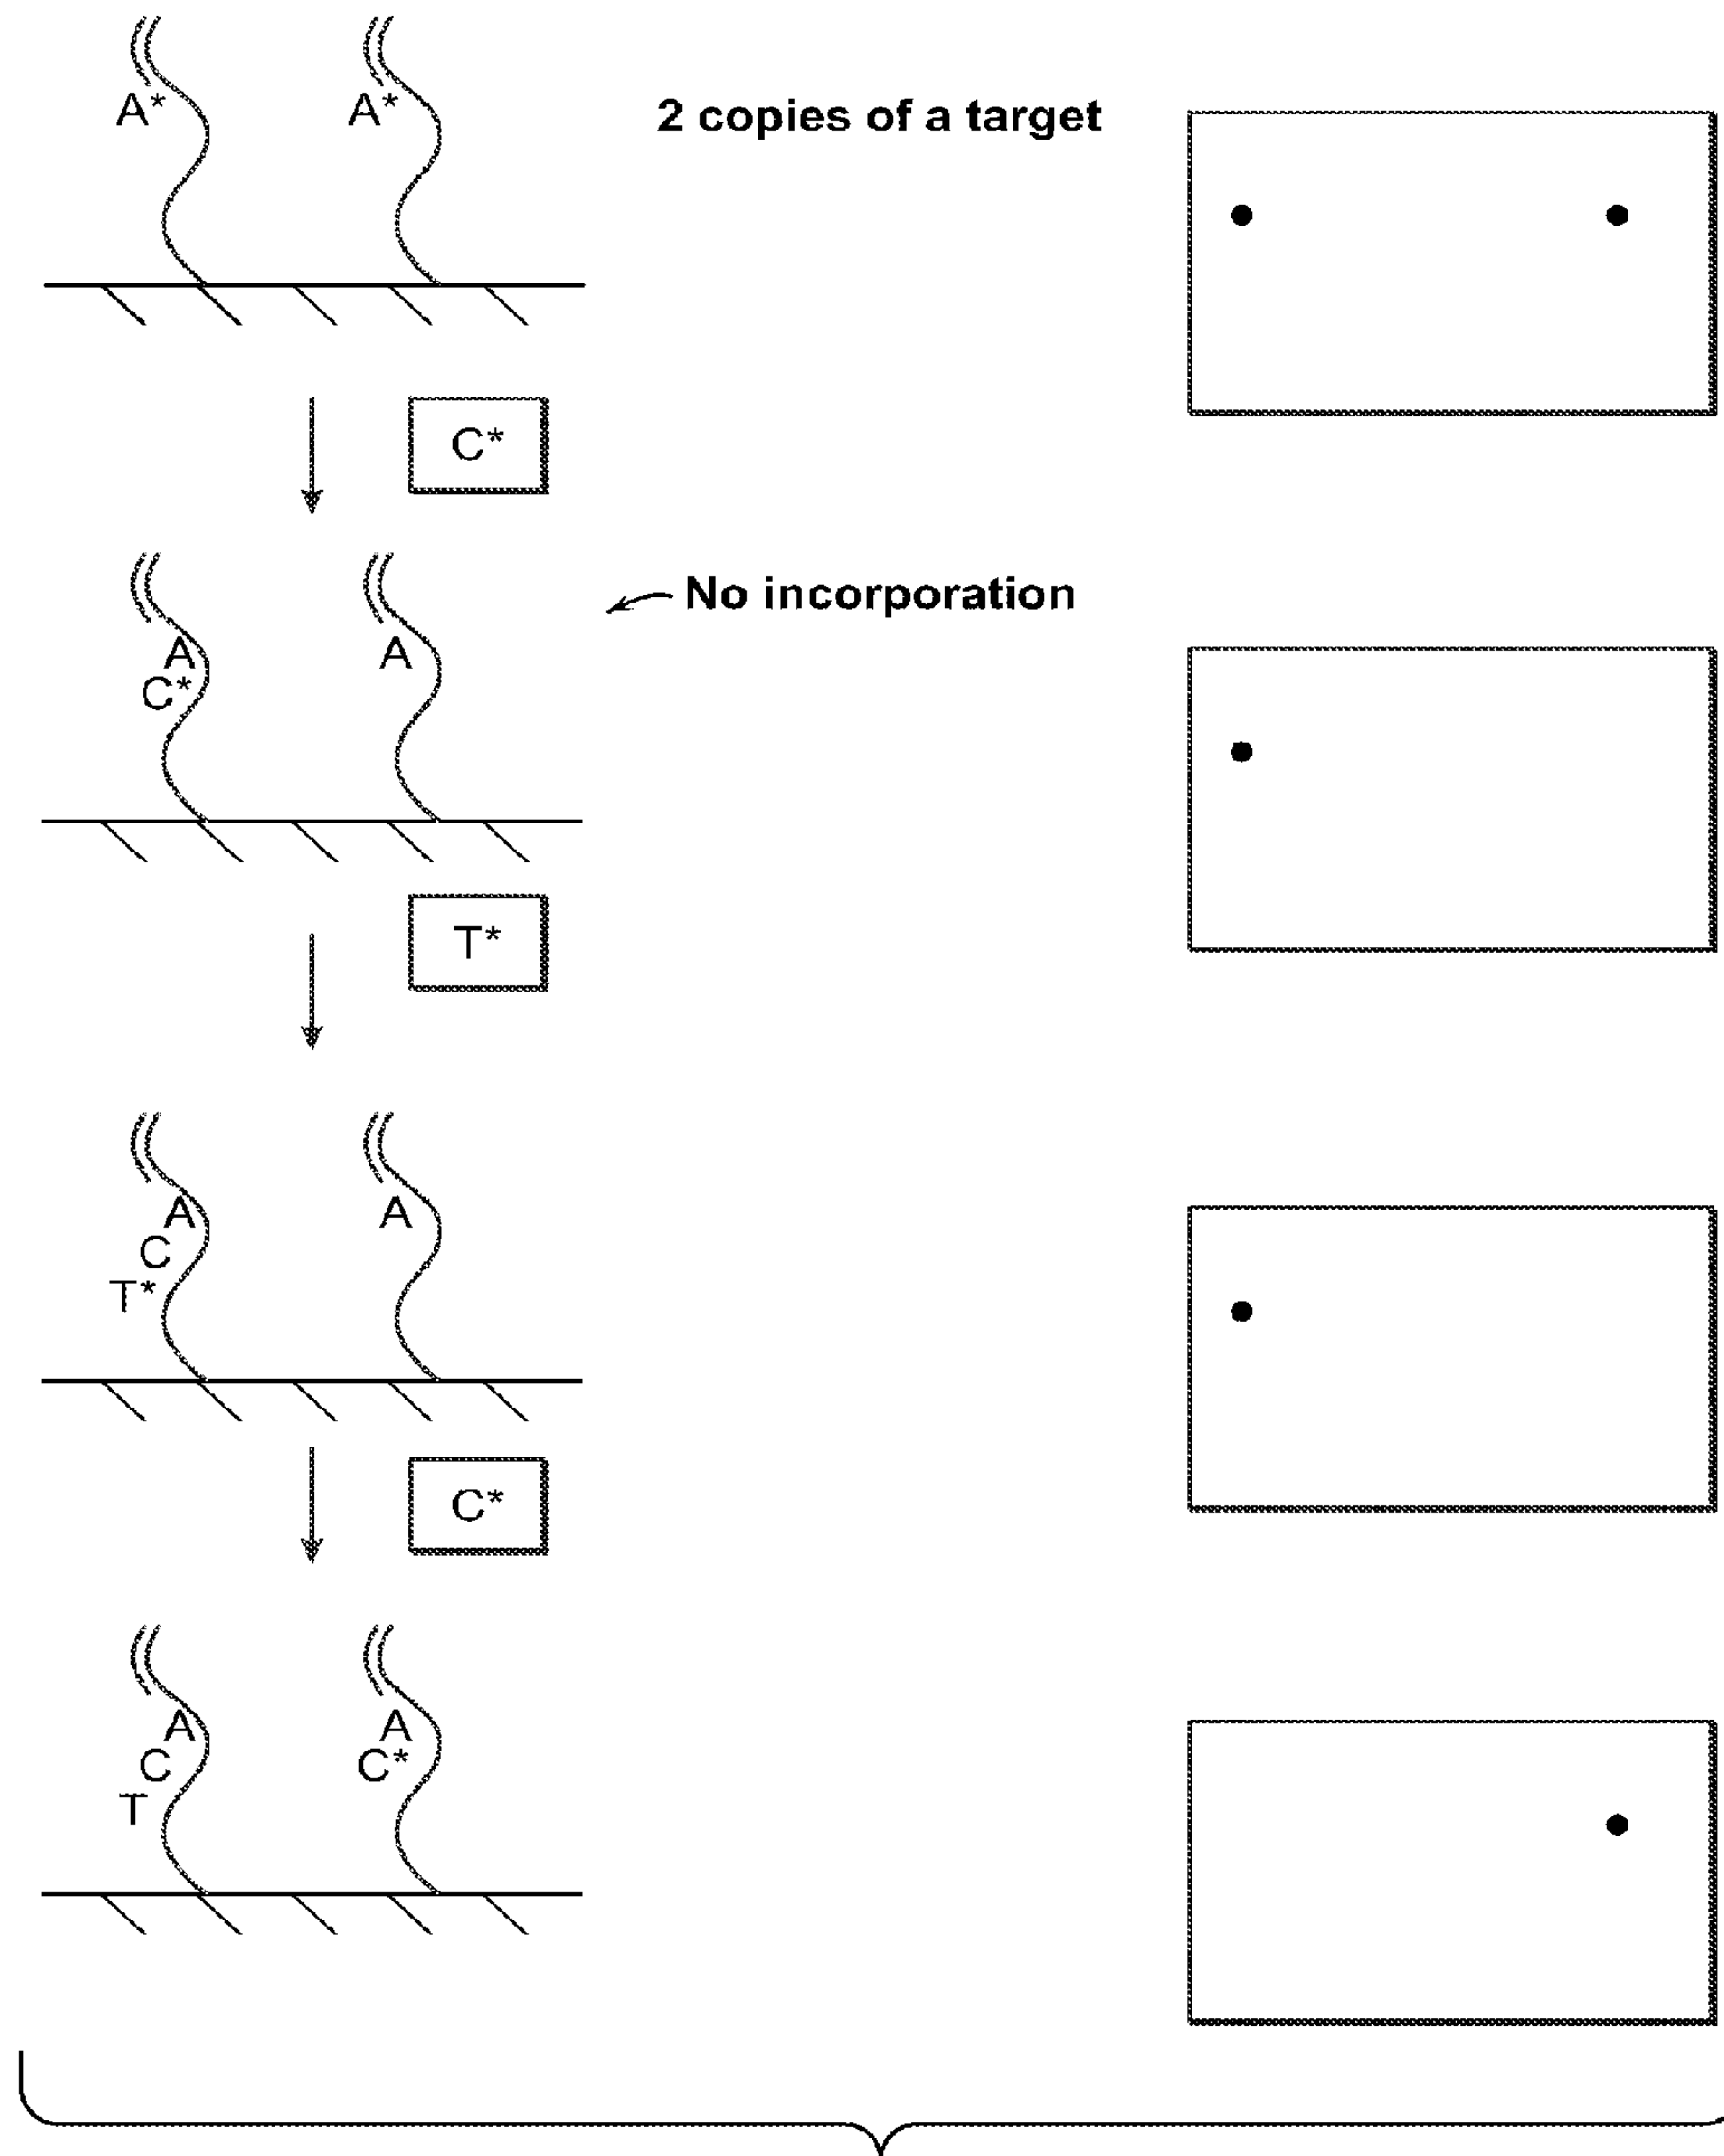 A* A* 2 copies of a target
C*
No incorporation
A A
C*
T*
A A
C
T*
C*
A A
C C*
T